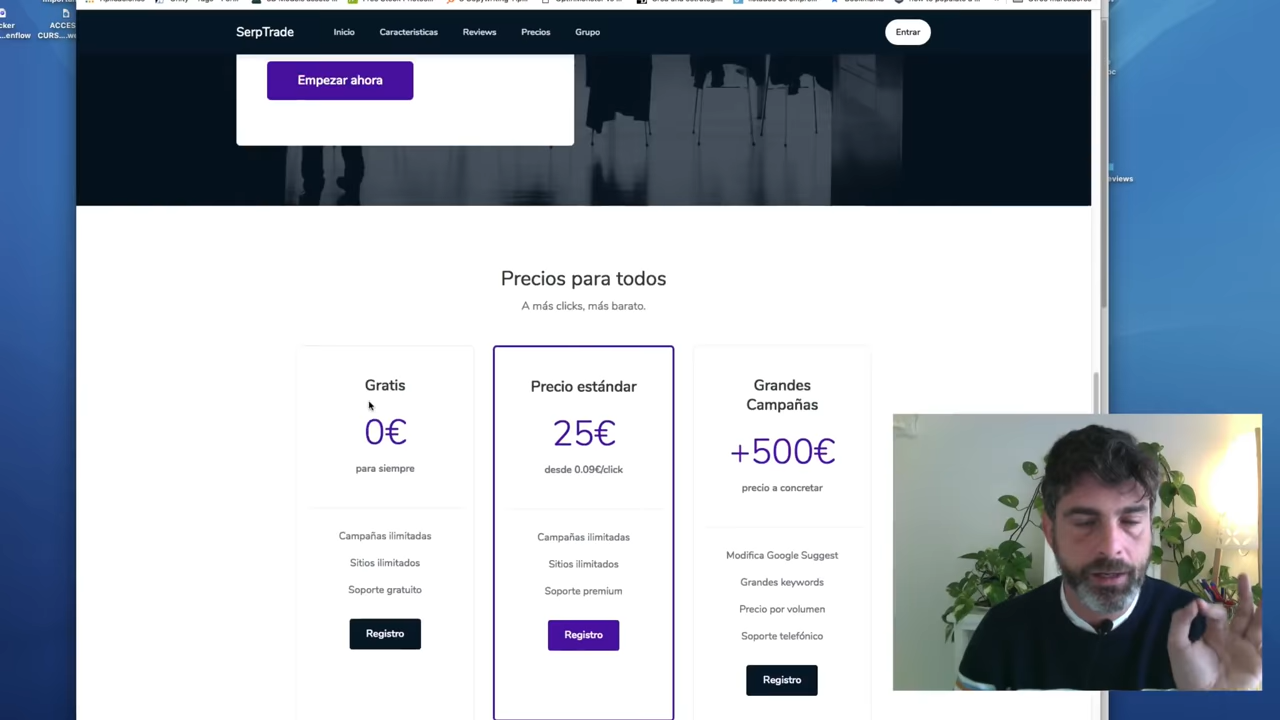 ACCES
CURS....
...enflow
SerpTrade
Inicio
Caracteristicas
Reviews
Precios
Grupo
Entrar
Empezar ahora
Precios para todos
A más clicks, más barato.
Gratis
0€
para siempre
Campañas ilimitadas
Sitios ilimitados
Soporte gratuito
Registro
Precio estándar
25€
desde 0.09€/click
Campañas ilimitadas
Sitios ilimitados
Soporte premium
Registro
Grandes
Campañas
+500€
precio a concretar
Modifica Google Suggest
Grandes keywords
Precio por volumen
Soporte telefónico
Registro